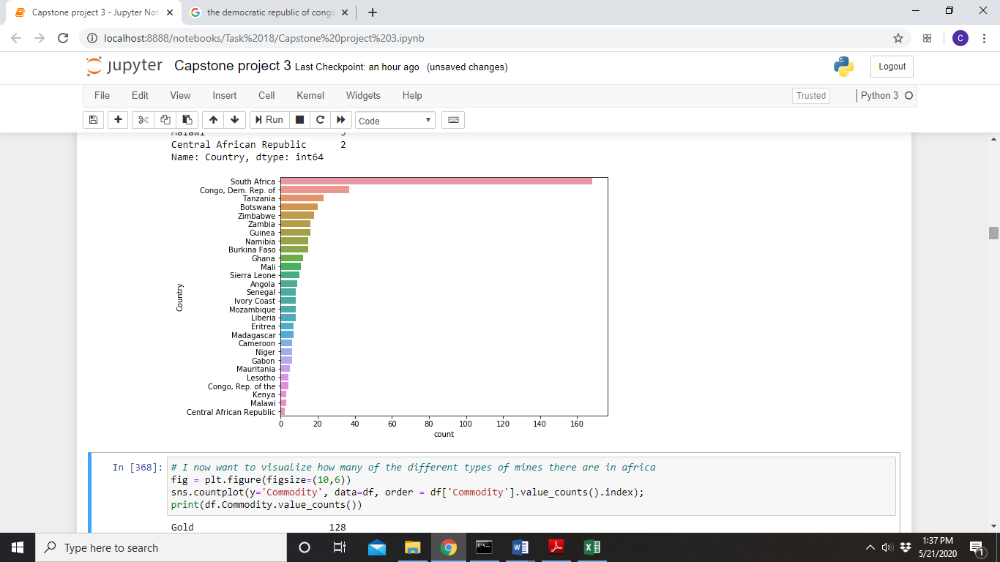 Capstone project 3 - Jupyter Not
the democratic republic of congo
localhost:8888/notebooks/Task%2018/Capstone%20project%203.ipynb
C
jupyter Capstone project 3 Last Checkpoint: an hour ago (unsaved changes)
Logout
File Edit View Insert Cell Kernel Widgets Help
Trusted
Python 3
Run
Code
Malawi 3
Central African Republic 2
Name: Country, dtype: int64
South Africa
Congo, Dem. Rep. of
Tanzania
Botswana
Zimbabwe
Zambia
Guinea
Namibia
Burkina Faso
Ghana
Mali
Sierra Leone
Angola
Senegal
Ivory Coast
Mozambique
Liberia
Eritrea
Madagascar
Cameroon
Niger
Gabon
Mauritania
Lesotho
Congo, Rep. of the
Kenya
Malawi
Central African Republic
Country
0 20 40 60 80 100 120 140 160
count
In [368]:
# I now want to visualize how many of the different types of mines there are in africa
fig = plt.figure(figsize=(10,6))
sns.countplot(y='Commodity', data=df, order = df['Commodity'].value_counts().index);
print(df.Commodity.value_counts())
Gold 128
Type here to search
1:37 PM
5/21/2020
1